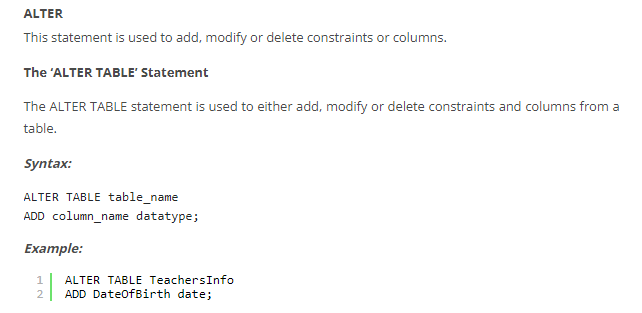 ALTER
This statement is used to add, modify or delete constraints or columns.
The ‘ALTER TABLE’ Statement
The ALTER TABLE statement is used to either add, modify or delete constraints and columns from a
table.
Syntax:
ALTER TABLE table_name
ADD column_name datatype;
Example:
1 ALTER TABLE TeachersInfo
2 ADD DateOfBirth date;